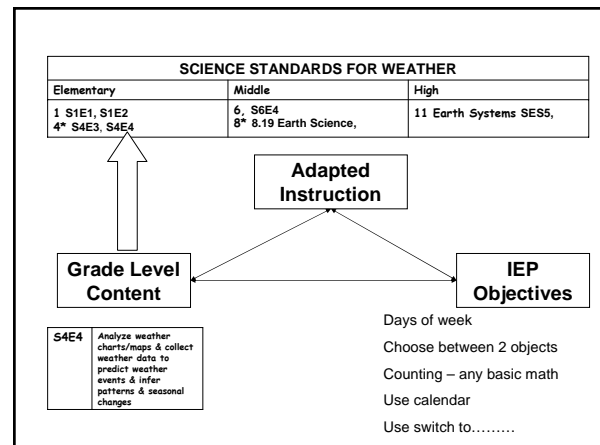 SCIENCE STANDARDS FOR WEATHER
Elementary Middle High
1 S1E1, S1E2 6, S6E4 11 Earth Systems SES5,
4* S4E3, S4E4 8* 8.19 Earth Science,
Adapted
Instruction
Grade Level
Content
IEP
Objectives
S4E4
Analyze weather
charts/maps & collect
weather data to
predict weather
events & infer
patterns & seasonal
changes
Days of week
Choose between 2 objects
Counting – any basic math
Use calendar
Use switch to………